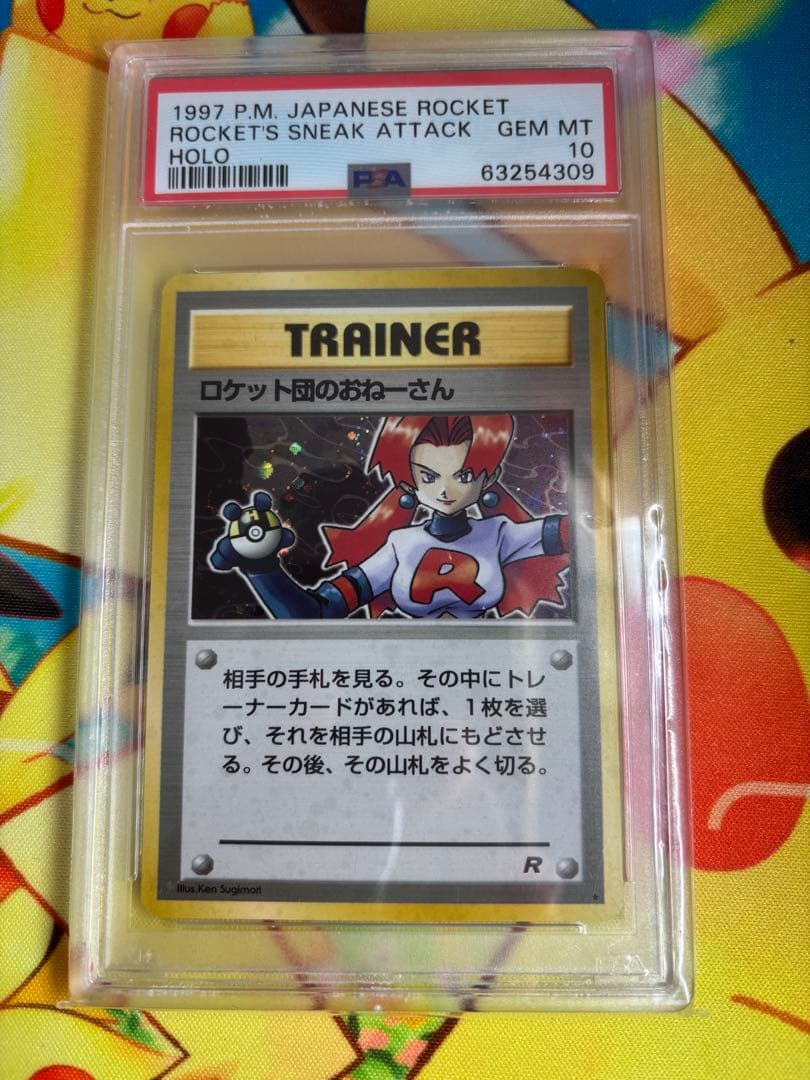 1997 P.M. JAPANESE ROCKET
ROCKET'S SNEAK ATTACK GEM MT
HOLO 10
PSA 63254309
TRAINER
ロケット団のおねーさん
H
R
相手の手札を見る。その中にトレ
ーナーカードがあれば、1枚を選
び、それを相手の山札にもどさせ
る。その後、その山札をよく切る。
R
Illus. Ken Sugimori